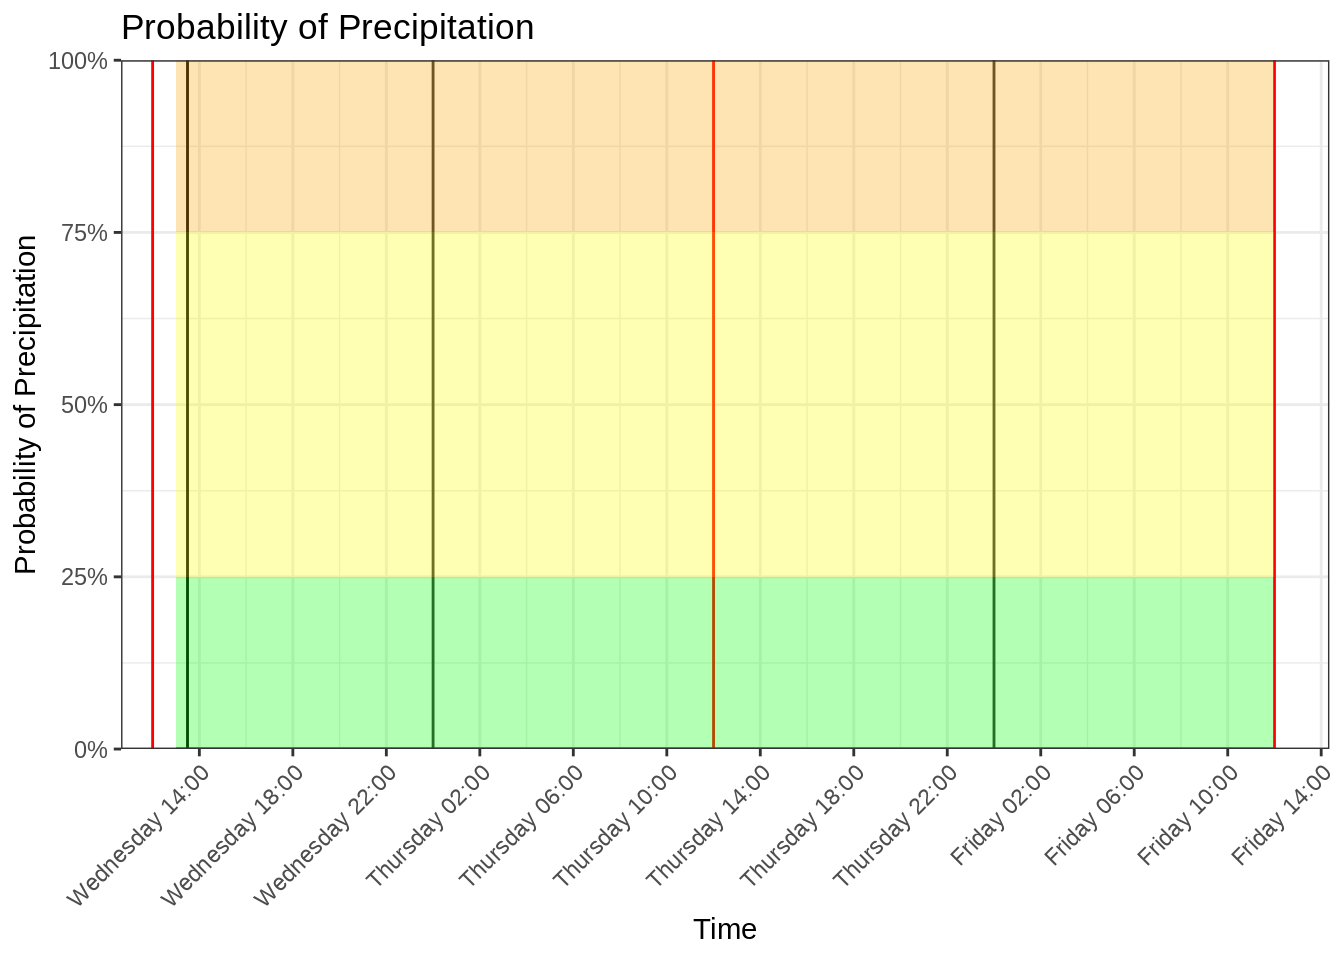 Probability of Precipitation
Probability of Precipitation
100%
75%
50%
25%
0%
Wednesday 14:00
Wednesday 18:00
Wednesday 22:00
Thursday 02:00
Thursday 06:00
Thursday 10:00
Thursday 14:00
Thursday 18:00
Thursday 22:00
Friday 02:00
Friday 06:00
Friday 10:00
Friday 14:00
Time